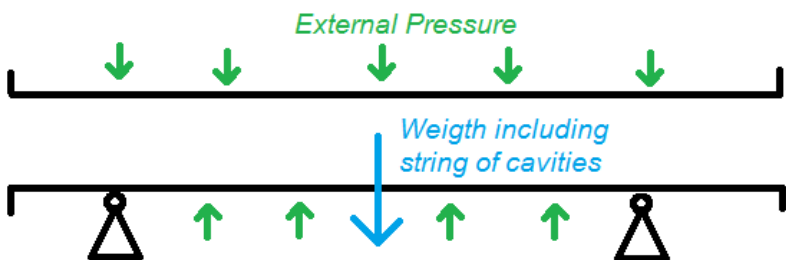 External Pressure
Weigth including
string of cavities